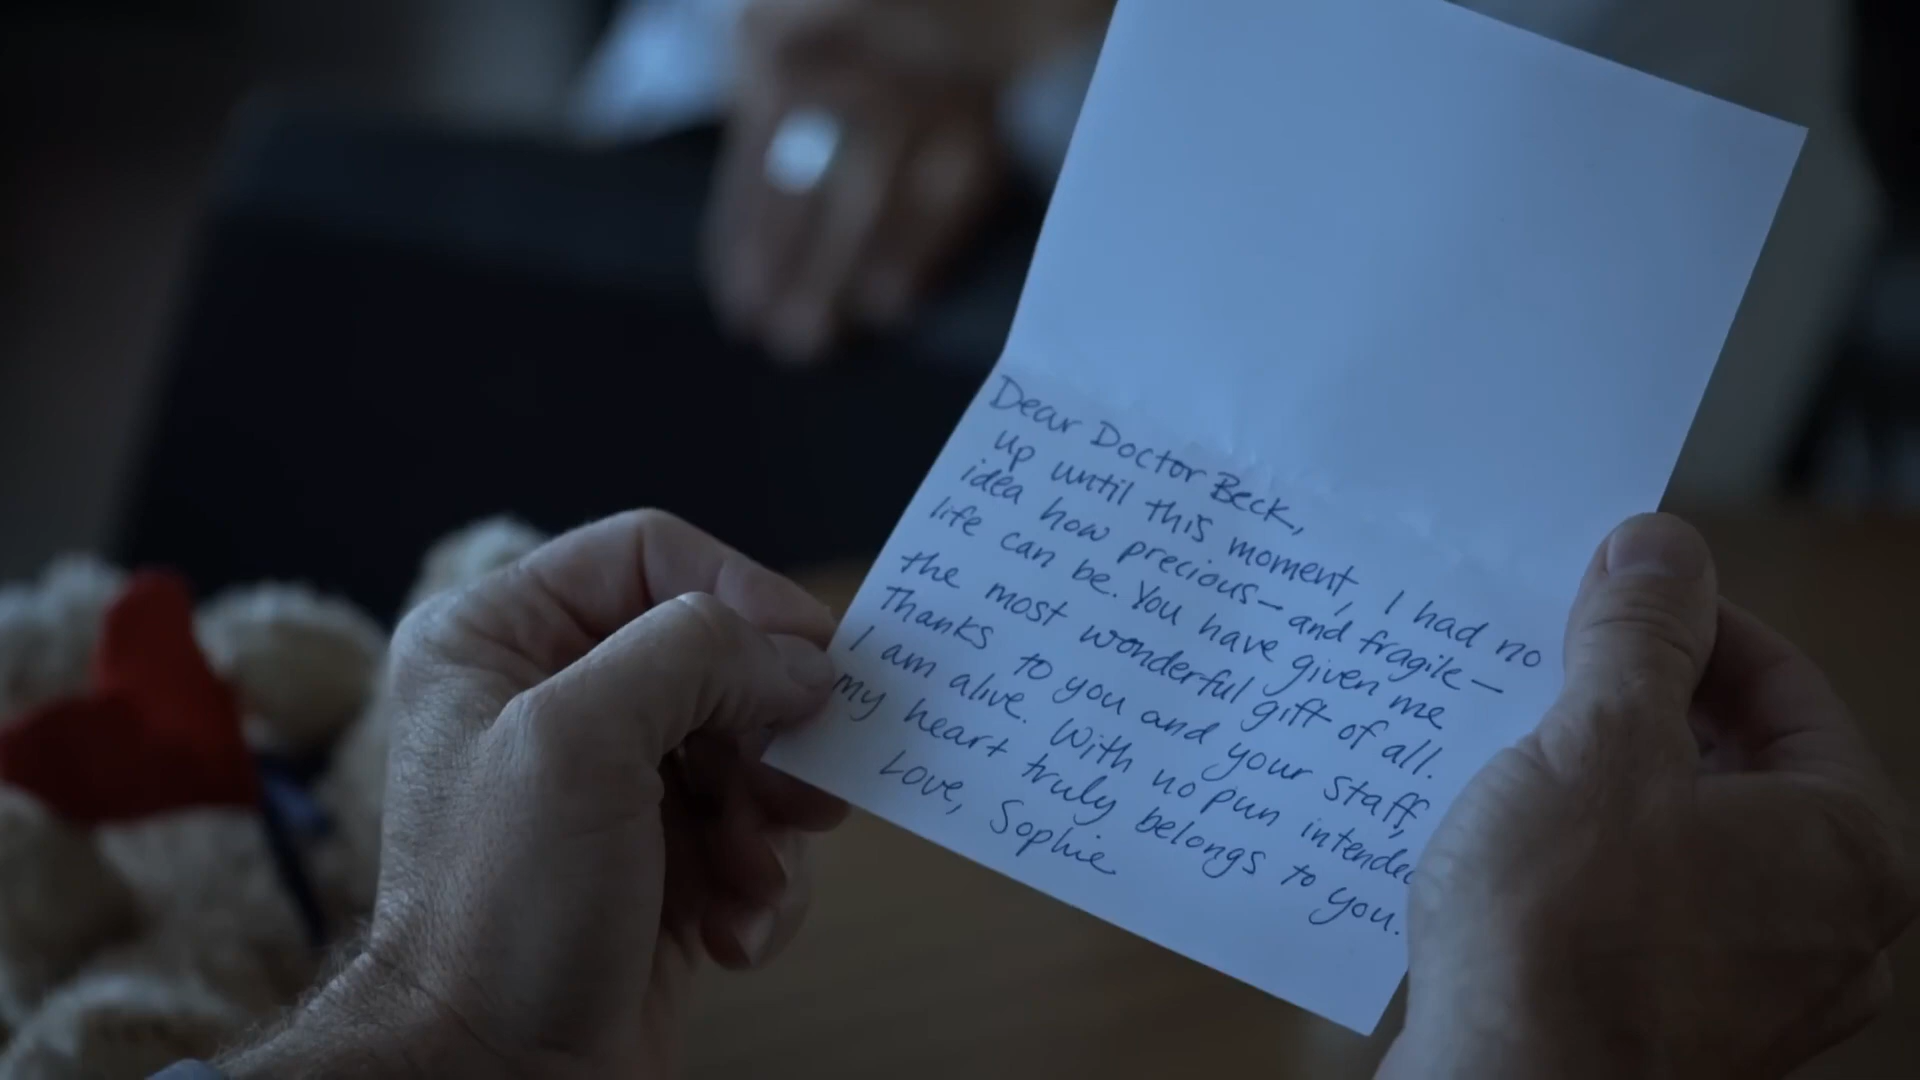 Dear Doctor Beck,
up until this moment, I had no
idea how precious— and fragile—
life can be. You have given me
the most wonderful gift of all.
Thanks to you and your staff,
I am alive. With no pun intended
my heart truly belongs to you.
Love, Sophie